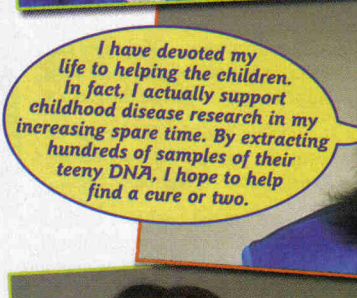 I have devoted my
life to helping the children.
In fact, I actually support
childhood disease research in my
increasing spare time. By extracting
hundreds of samples of their
teeny DNA, I hope to help
find a cure or two.